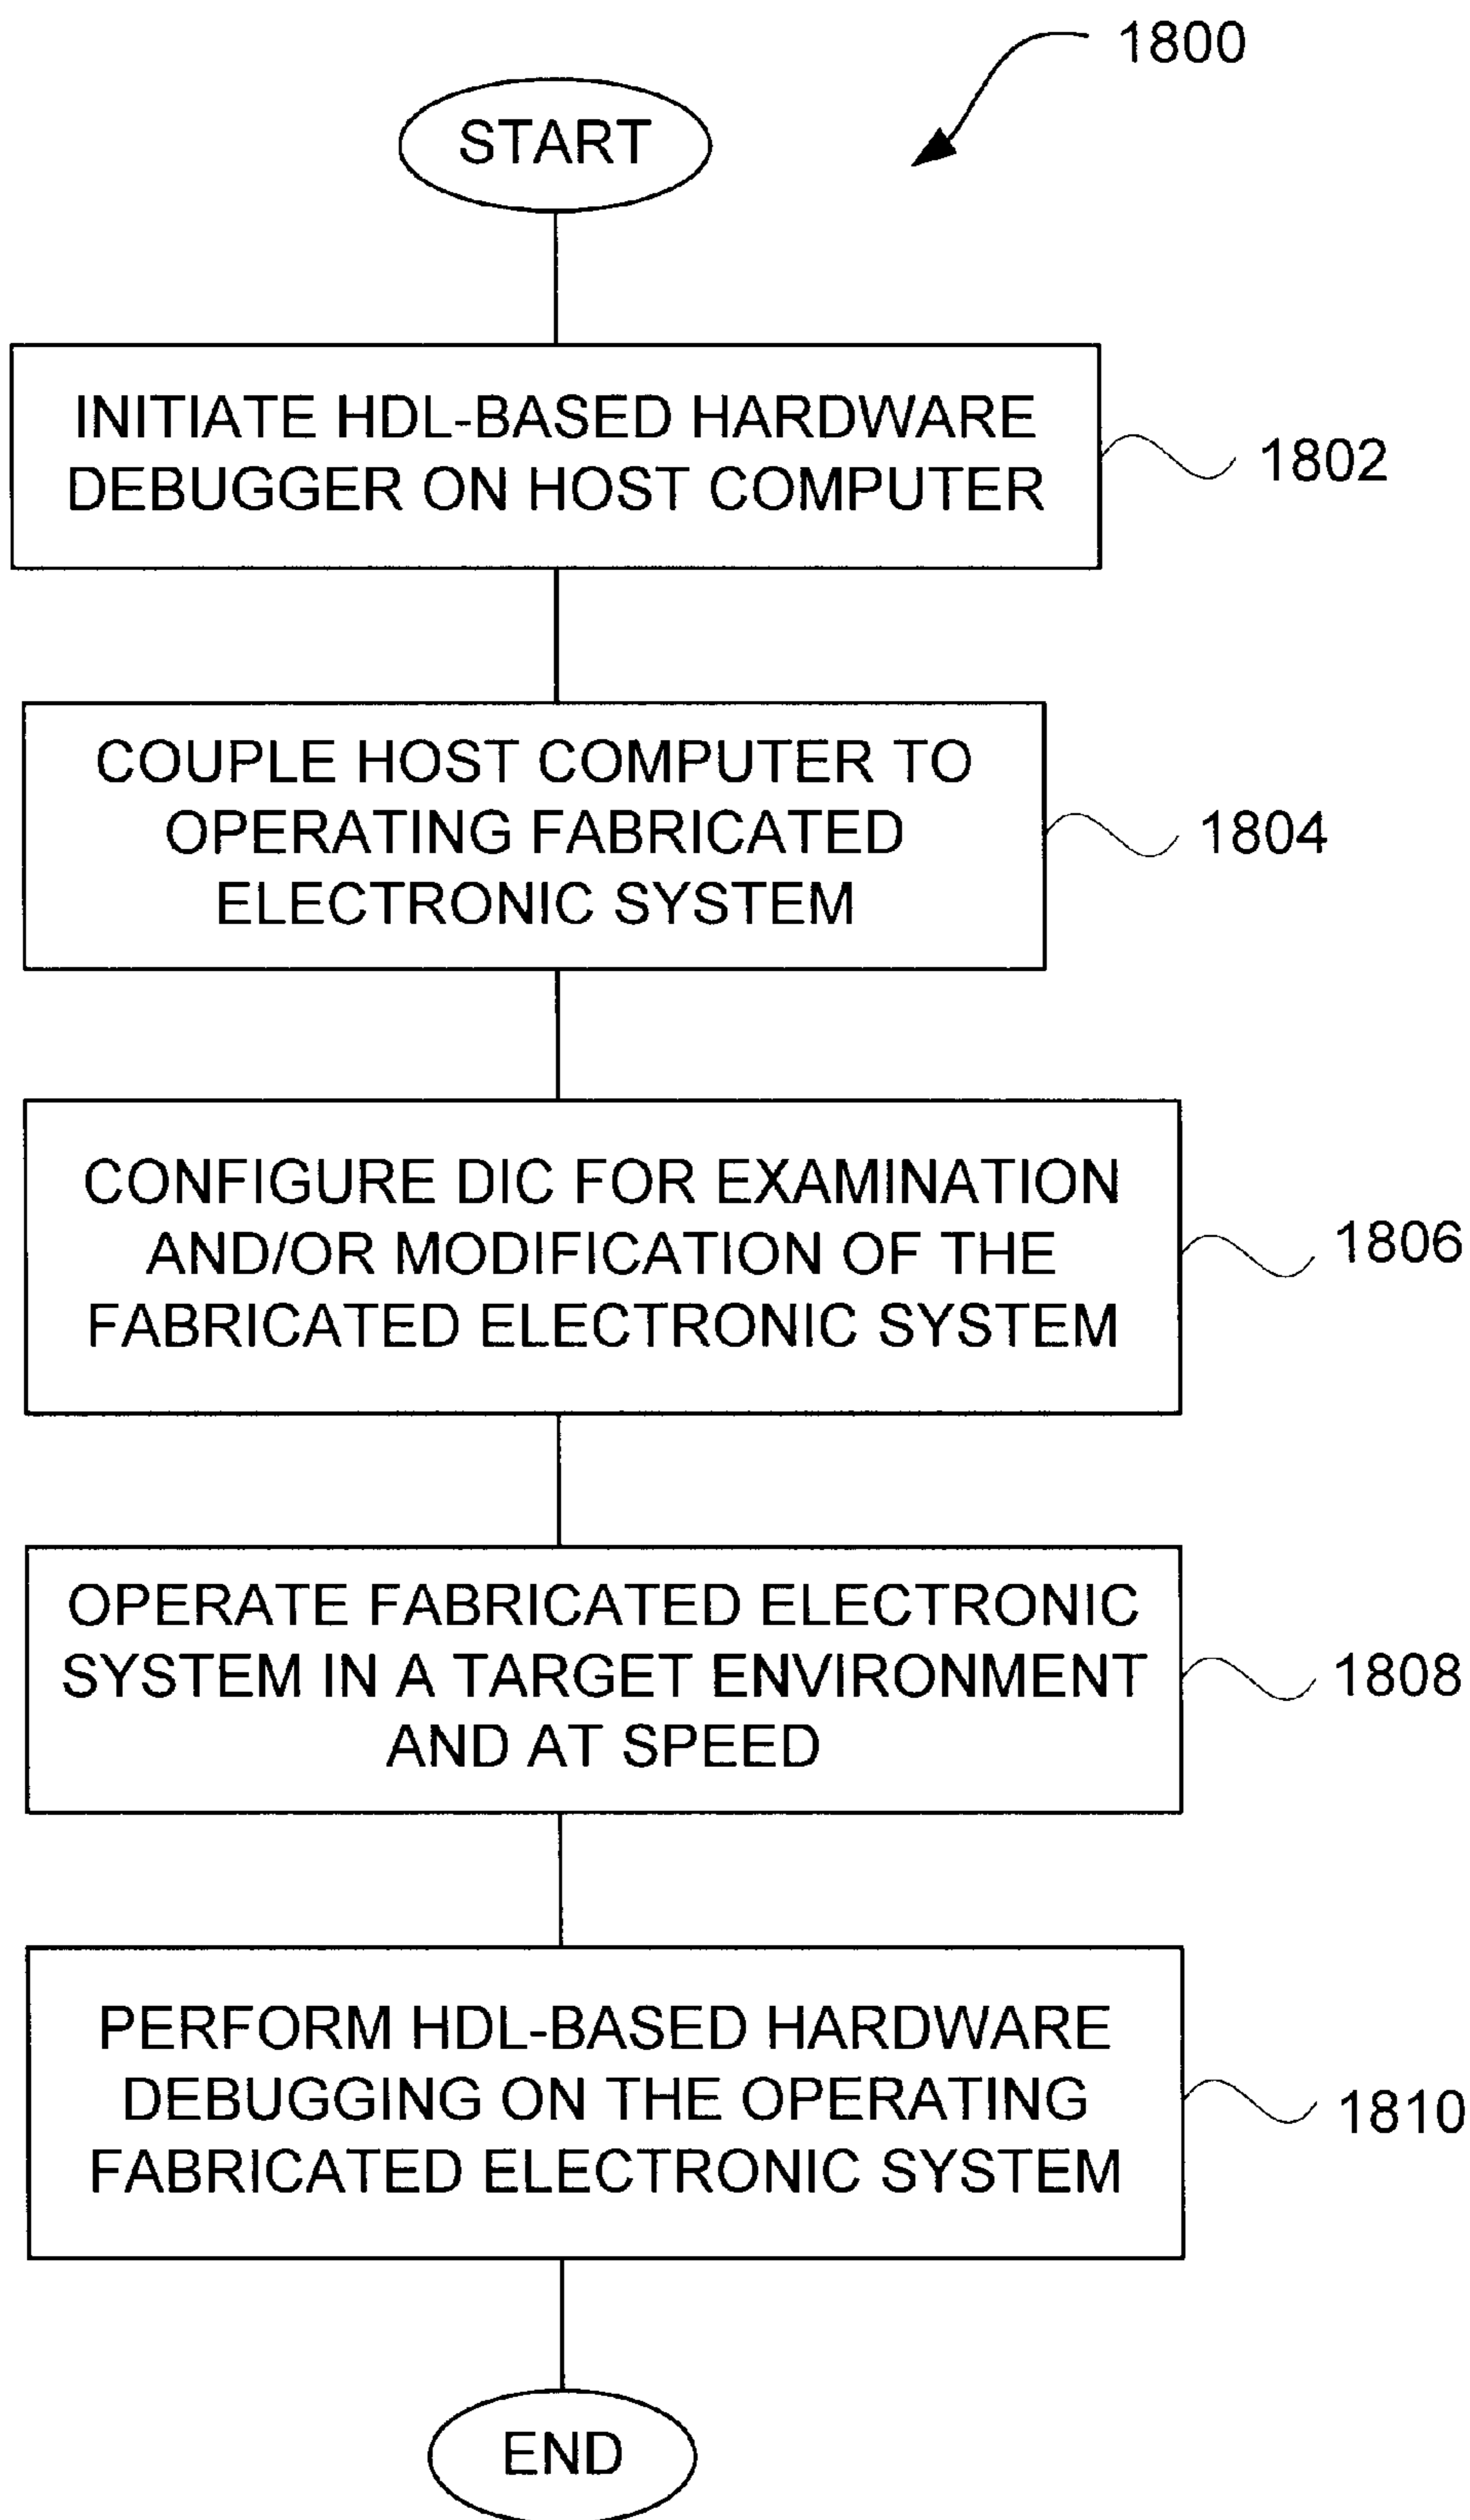 1800
START
INITIATE HDL-BASED HARDWARE
DEBUGGER ON HOST COMPUTER
1802
COUPLE HOST COMPUTER TO
OPERATING FABRICATED
ELECTRONIC SYSTEM
1804
CONFIGURE DIC FOR EXAMINATION
AND/OR MODIFICATION OF THE
FABRICATED ELECTRONIC SYSTEM
1806
OPERATE FABRICATED ELECTRONIC
SYSTEM IN A TARGET ENVIRONMENT
AND AT SPEED
1808
PERFORM HDL-BASED HARDWARE
DEBUGGING ON THE OPERATING
FABRICATED ELECTRONIC SYSTEM
1810
END